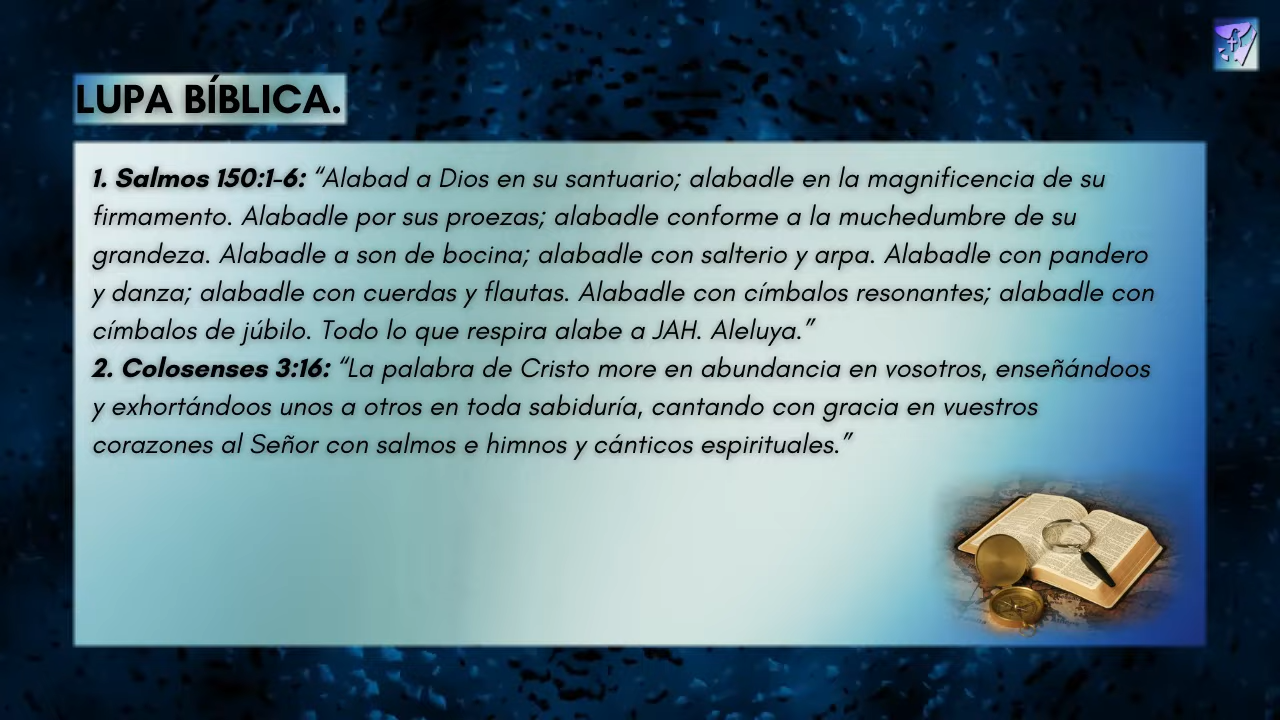 LUPA BÍBLICA.
1. Salmos 150:1-6: “Alabad a Dios en su santuario; alabadle en la magnificencia de su
firmamento. Alabadle por sus proezas; alabadle conforme a la muchedumbre de su
grandeza. Alabadle a son de bocina; alabadle con salterio y arpa. Alabadle con pandero
y danza; alabadle con cuerdas y flautas. Alabadle con címbalos resonantes; alabadle con
címbalos de júbilo. Todo lo que respira alabe a JAH. Aleluya.”
2. Colosenses 3:16: “La palabra de Cristo more en abundancia en vosotros, enseñándoos
y exhortándoos unos a otros en toda sabiduría, cantando con gracia en vuestros
corazones al Señor con salmos e himnos y cánticos espirituales.”